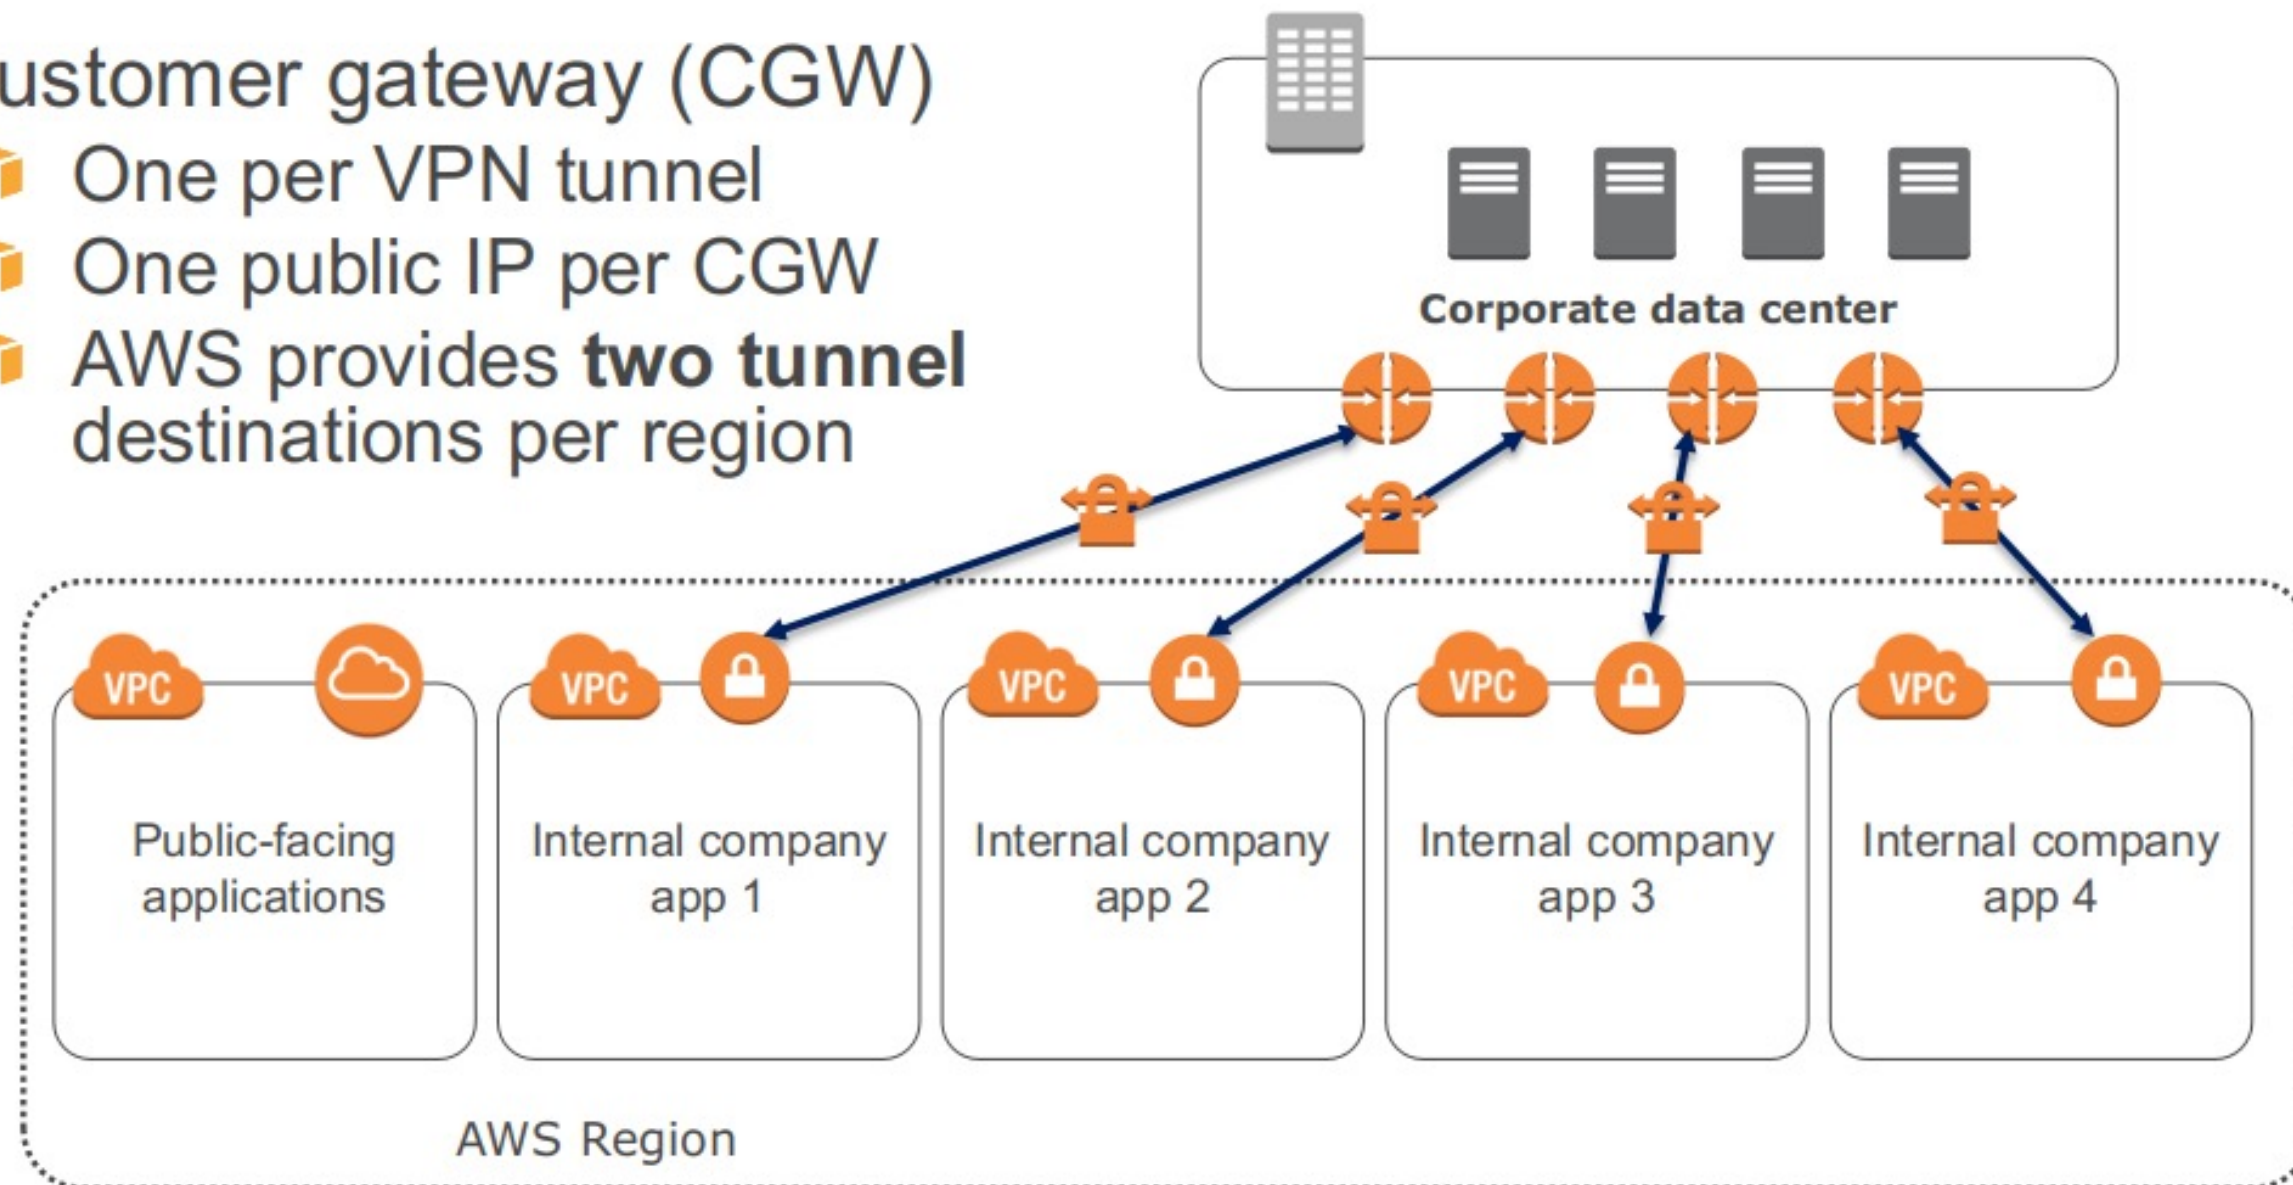 ustomer gateway (CGW)
One per VPN tunnel
One public IP per CGW
AWS provides two tunnel
destinations per region
Corporate data center
VPC
VPC
VPC
VPC
VPC
Public-facing
applications
Internal company
app 1
Internal company
app 2
Internal company
app 3
Internal company
app 4
AWS Region